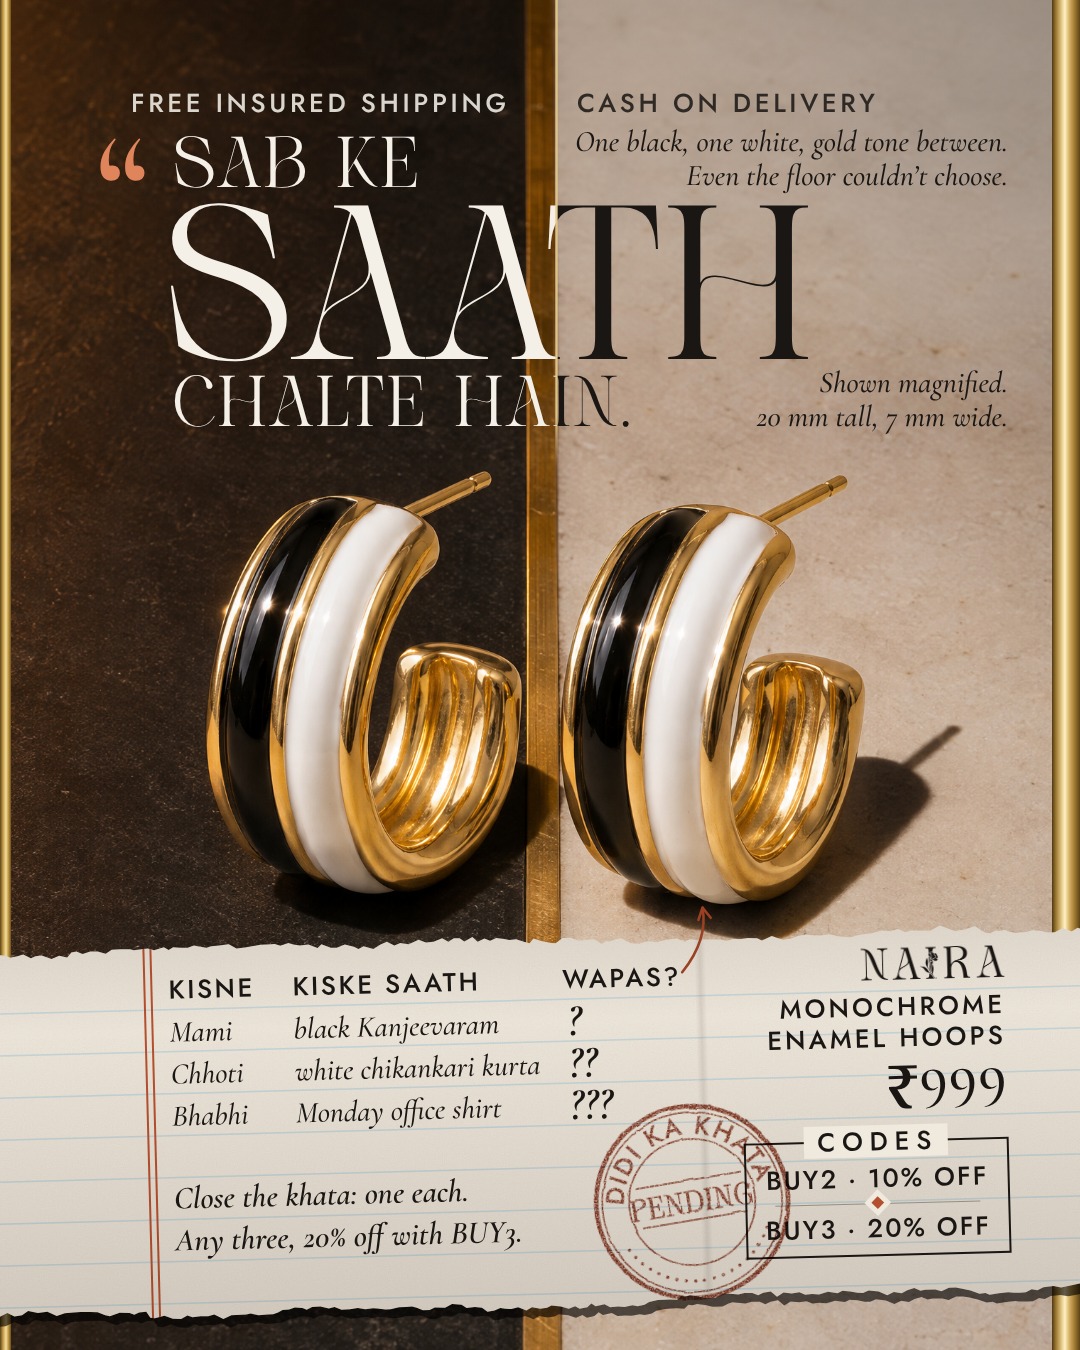 FREE INSURED SHIPPING
CASH ON DELIVERY
One black, one white, gold tone between.
Even the floor couldn’t choose.
“SAB KE
SAATH
CHALTE HAIN.
Shown magnified.
20 mm tall, 7 mm wide.
KISNE KISKE SAATH WAPAS?
Mami black Kanjeevaram ?
Chhoti white chikankari kurta ??
Bhabhi Monday office shirt ???
Close the khata: one each.
Any three, 20% off with BUY3.
DIDI KA KHATA
PENDING
NAIRA
MONOCHROME
ENAMEL HOOPS
₹999
CODES
BUY2 · 10% OFF
BUY3 · 20% OFF